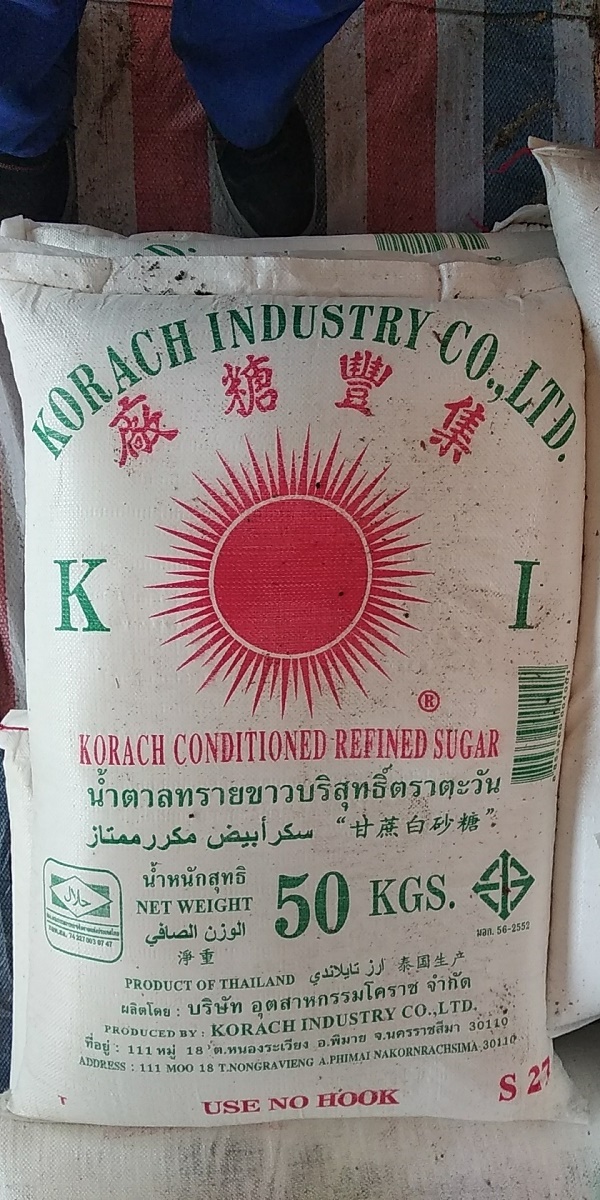 D.
KORACH INDUSTRY CO.,LTD.
廠糖豐集
K I
®
KORACH CONDITIONED REFINED SUGAR
น้ำตาลทรายขาวบริสุทธิ์ตราตะวัน
سكر أبيض مكرر ممتاز “甘蔗白砂糖”
حلال
น้ำหนักสุทธิ
NET WEIGHT
الوزن الصافي
淨重
50 KGS.
มอก. 56-2552
PRODUCT OF THAILAND ارز تايلاندي 泰国生产
ผลิตโดย : บริษัท อุตสาหกรรมโคราช จำกัด
PRODUCED BY : KORACH INDUSTRY CO.,LTD.
ที่อยู่ : 111 หมู่ 18 ต.หนองระเวียง อ.พิมาย จ.นครราชสีมา 30110
ADDRESS : 111 MOO 18 T.NONGRAVIENG A.PHIMAI NAKORNRACHSIMA 30110
USE NO HOOK
S 27